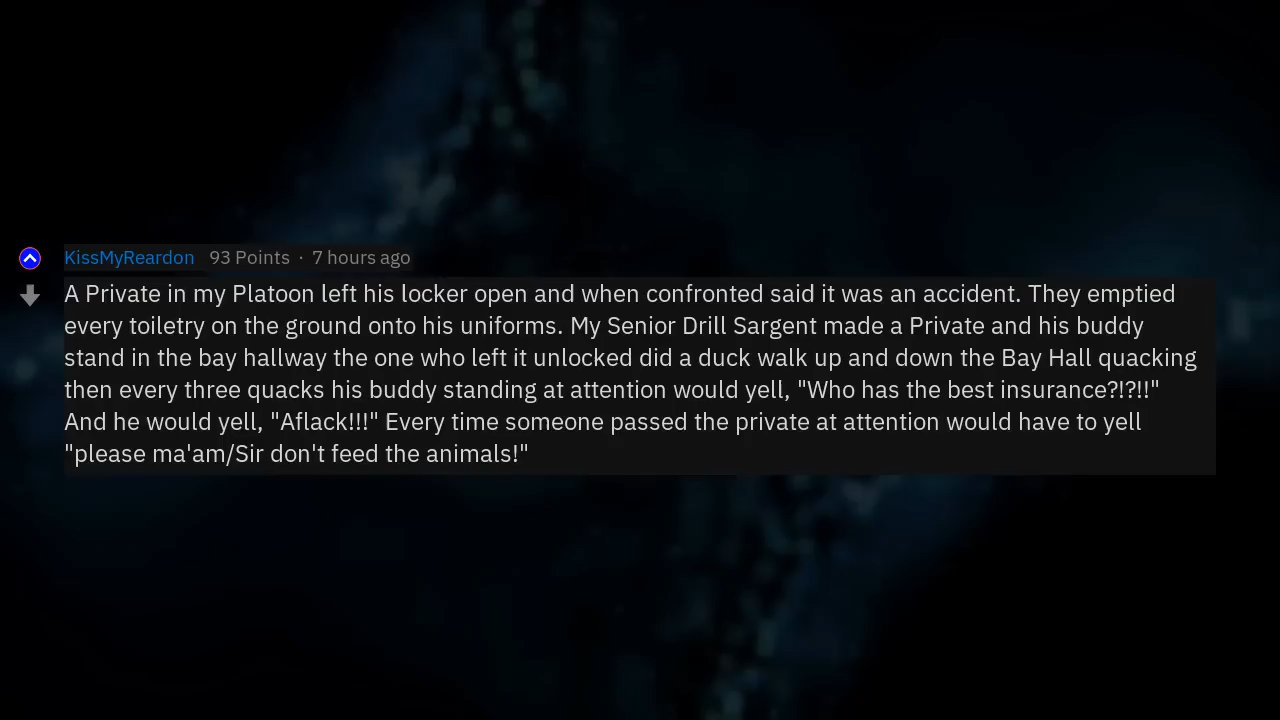 KissMyReardon 93 Points · 7 hours ago
A Private in my Platoon left his locker open and when confronted said it was an accident. They emptied
every toiletry on the ground onto his uniforms. My Senior Drill Sargent made a Private and his buddy
stand in the bay hallway the one who left it unlocked did a duck walk up and down the Bay Hall quacking
then every three quacks his buddy standing at attention would yell, "Who has the best insurance?!?!!"
And he would yell, "Aflack!!!" Every time someone passed the private at attention would have to yell
"please ma'am/Sir don't feed the animals!"